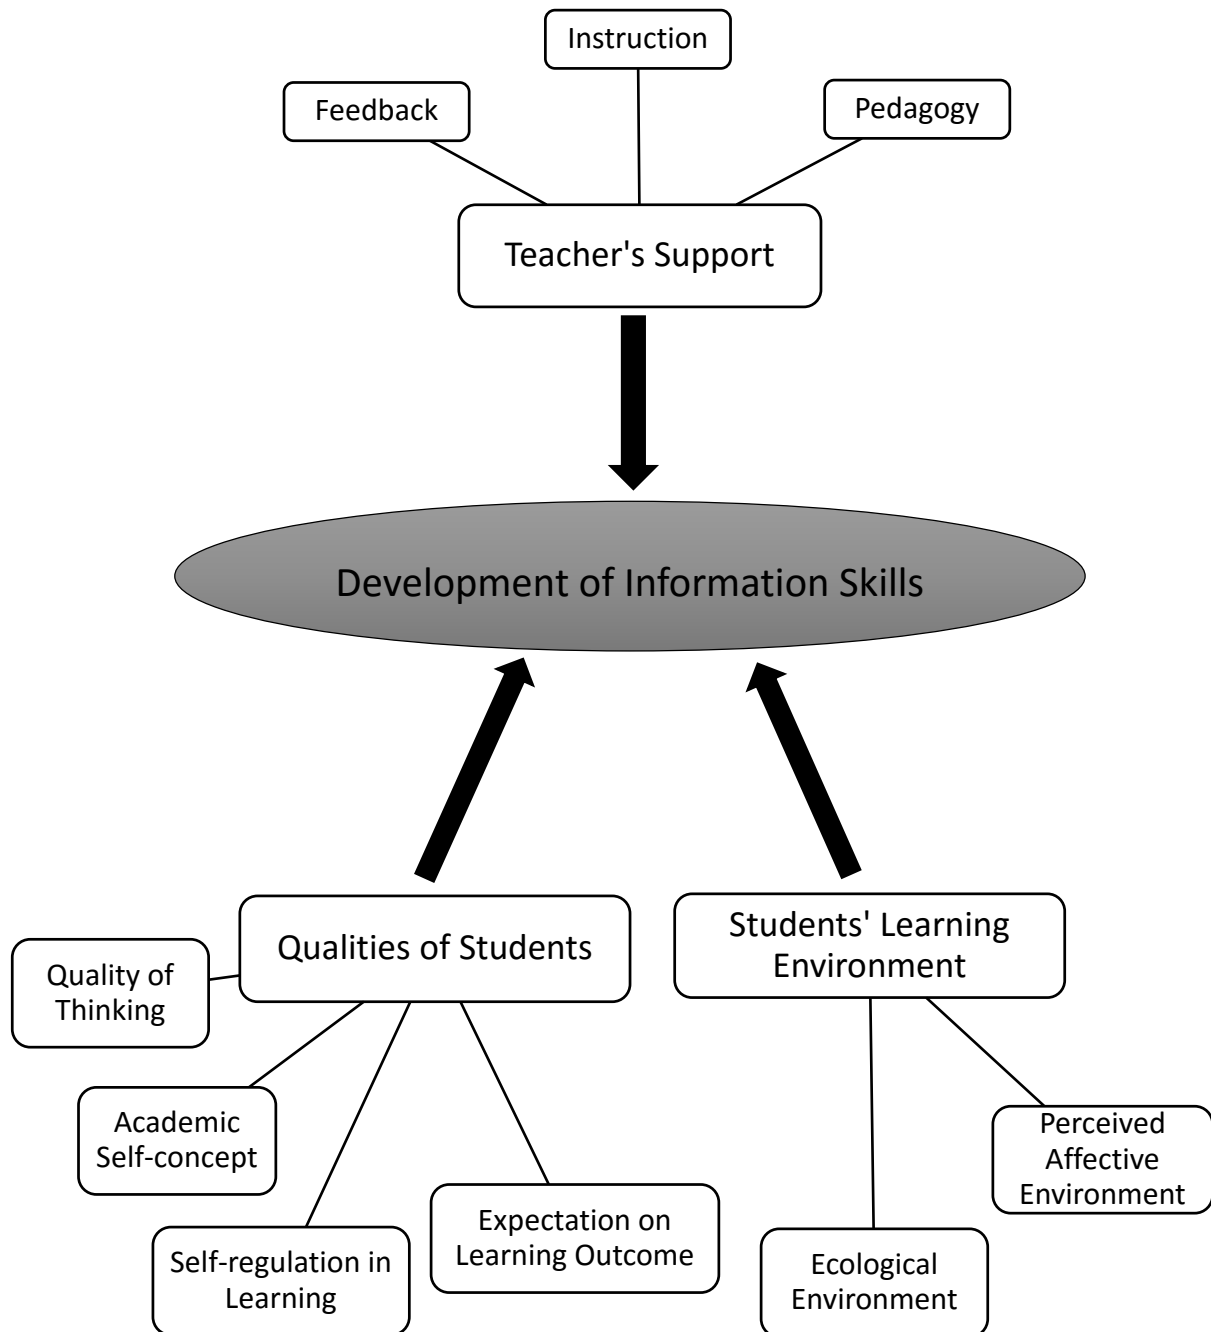 Instruction
Feedback
Pedagogy
Teacher's Support
Development of Information Skills
Qualities of Students
Students' Learning
Environment
Quality of
Thinking
Academic
Self-concept
Self-regulation in
Learning
Expectation on
Learning Outcome
Ecological
Environment
Perceived
Affective
Environment